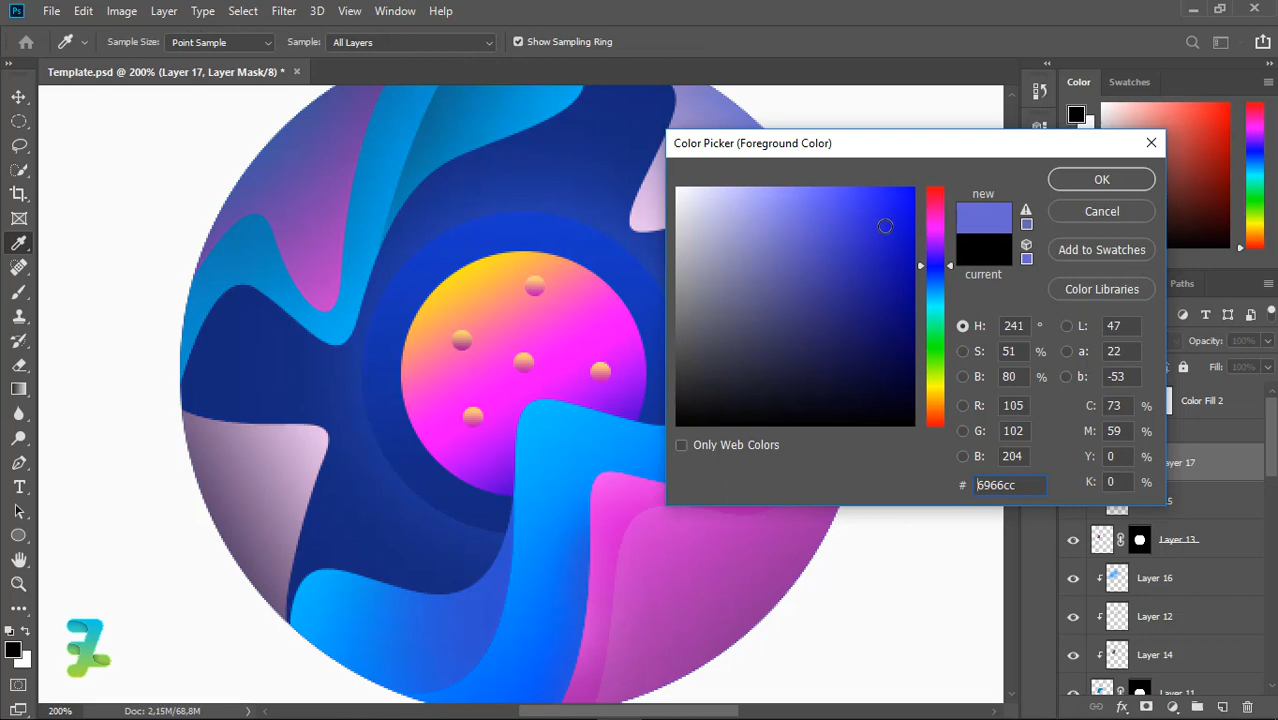 Ps File Edit Image Layer Type Select Filter 3D View Window Help
Sample Size: Point Sample Sample: All Layers Show Sampling Ring
Template.psd @ 200% (Layer 17, Layer Mask/8) * ×
Color Swatches
Color Picker (Foreground Color)
OK
new
Cancel
Add to Swatches
current
Color Libraries
Paths
H: 241 ° L: 47
S: 51 % a: 22
B: 80 % b: -53
R: 105 C: 73 %
G: 102 M: 59 %
B: 204 Y: 0 %
K: 0 %
# 6966cc
Only Web Colors
Opacity: 100%
Fill: 100%
Color Fill 2
ayer 17
Layer 13
Layer 16
Layer 12
Layer 14
Layer 11
200% Doc: 2,15M/68,8M